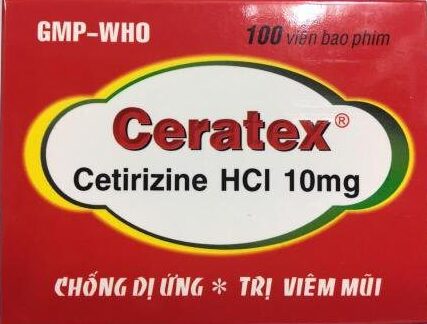 GMP-WHO
100 viên bao phim
Ceratex®
Cetirizine HCl 10mg
CHỐNG DỊ ỨNG * TRỊ VIÊM MŨI